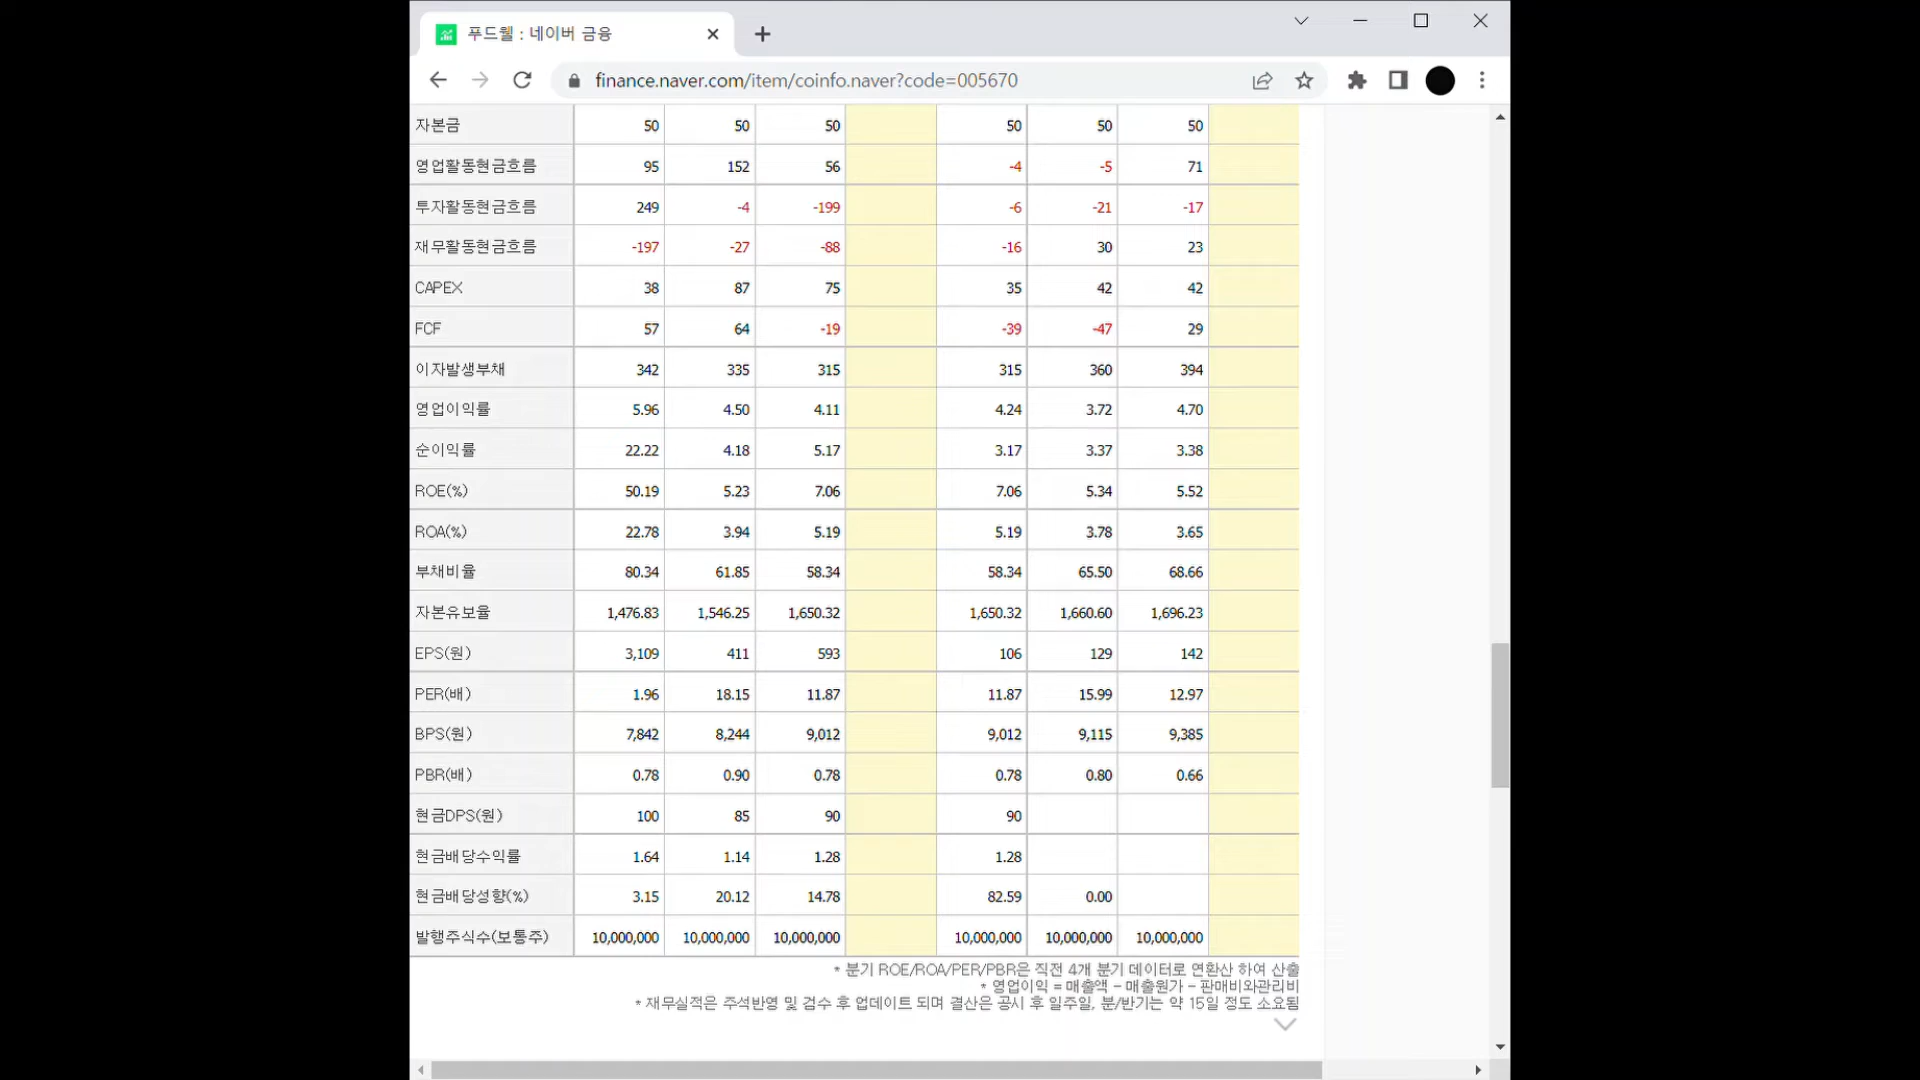 푸드웰 : 네이버 금융
finance.naver.com/item/coinfo.naver?code=005670
자본금 50 50 50 50 50 50
영업활동현금흐름 95 152 56 -4 -5 71
투자활동현금흐름 249 -4 -199 -6 -21 -17
재무활동현금흐름 -197 -27 -88 -16 30 23
CAPEX 38 87 75 35 42 42
FCF 57 64 -19 -39 -47 29
이자발생부채 342 335 315 315 360 394
영업이익률 5.96 4.50 4.11 4.24 3.72 4.70
순이익률 22.22 4.18 5.17 3.17 3.37 3.38
ROE(%) 50.19 5.23 7.06 7.06 5.34 5.52
ROA(%) 22.78 3.94 5.19 5.19 3.78 3.65
부채비율 80.34 61.85 58.34 58.34 65.50 68.66
자본유보율 1,476.83 1,546.25 1,650.32 1,650.32 1,660.60 1,696.23
EPS(원) 3,109 411 593 106 129 142
PER(배) 1.96 18.15 11.87 11.87 15.99 12.97
BPS(원) 7,842 8,244 9,012 9,012 9,115 9,385
PBR(배) 0.78 0.90 0.78 0.78 0.80 0.66
현금DPS(원) 100 85 90 90
현금배당수익률 1.64 1.14 1.28 1.28
현금배당성향(%) 3.15 20.12 14.78 82.59 0.00
발행주식수(보통주) 10,000,000 10,000,000 10,000,000 10,000,000 10,000,000 10,000,000
* 분기 ROE/ROA/PER/PBR은 직전 4개 분기 데이터로 연환산 하여 산출
* 영업이익 = 매출액 - 매출원가 - 판매비와관리비
* 재무실적은 주석반영 및 검수 후 업데이트 되며 결산은 공시 후 일주일, 분/반기는 약 15일 정도 소요됨